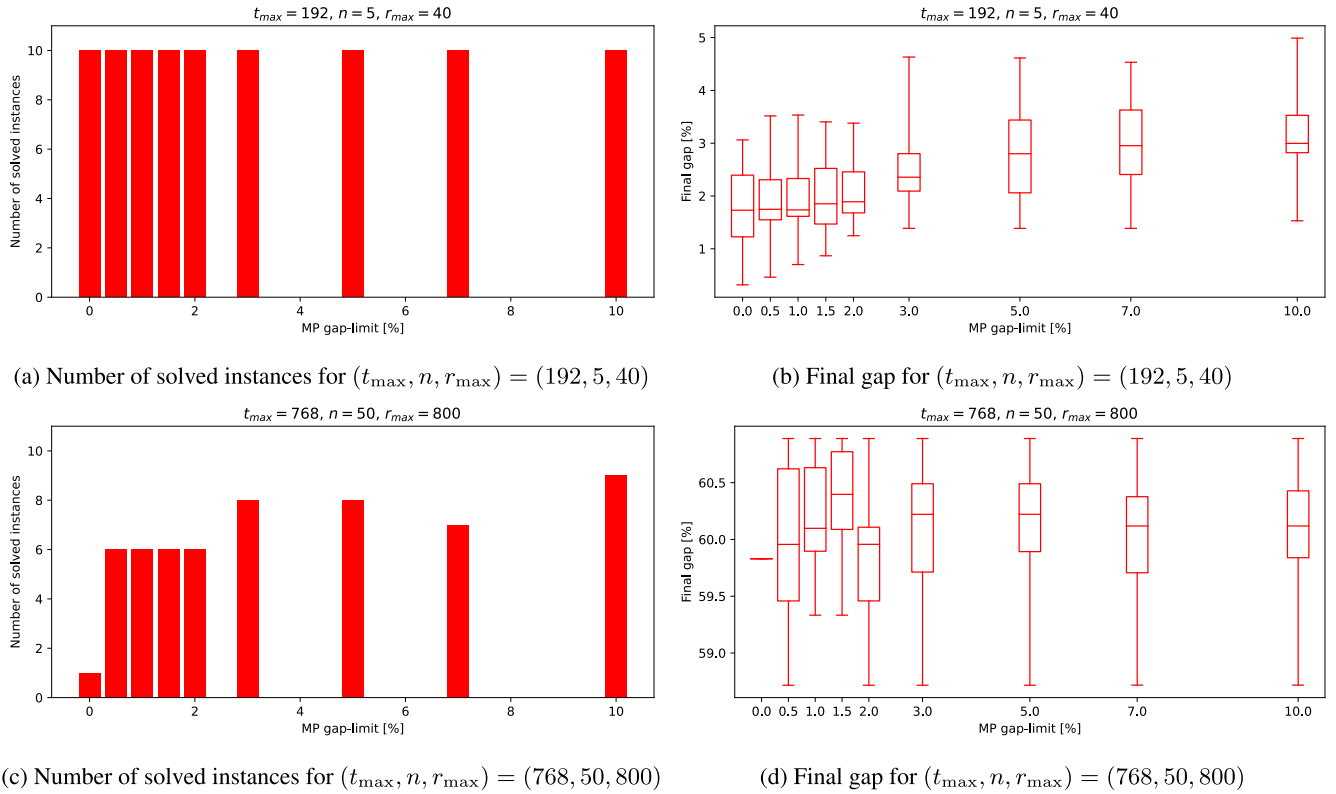 t_max = 192, n = 5, r_max = 40
Number of solved instances
10
8
6
4
2
0
0 2 4 6 8 10
MP gap-limit [%]
(a) Number of solved instances for (t_max, n, r_max) = (192, 5, 40)
t_max = 192, n = 5, r_max = 40
Final gap [%]
5
4
3
2
1
0.0 0.5 1.0 1.5 2.0 3.0 5.0 7.0 10.0
MP gap-limit [%]
(b) Final gap for (t_max, n, r_max) = (192, 5, 40)
t_max = 768, n = 50, r_max = 800
Number of solved instances
10
8
6
4
2
0
0 2 4 6 8 10
MP gap-limit [%]
(c) Number of solved instances for (t_max, n, r_max) = (768, 50, 800)
t_max = 768, n = 50, r_max = 800
Final gap [%]
60.5
60.0
59.5
59.0
0.0 0.5 1.0 1.5 2.0 3.0 5.0 7.0 10.0
MP gap-limit [%]
(d) Final gap for (t_max, n, r_max) = (768, 50, 800)